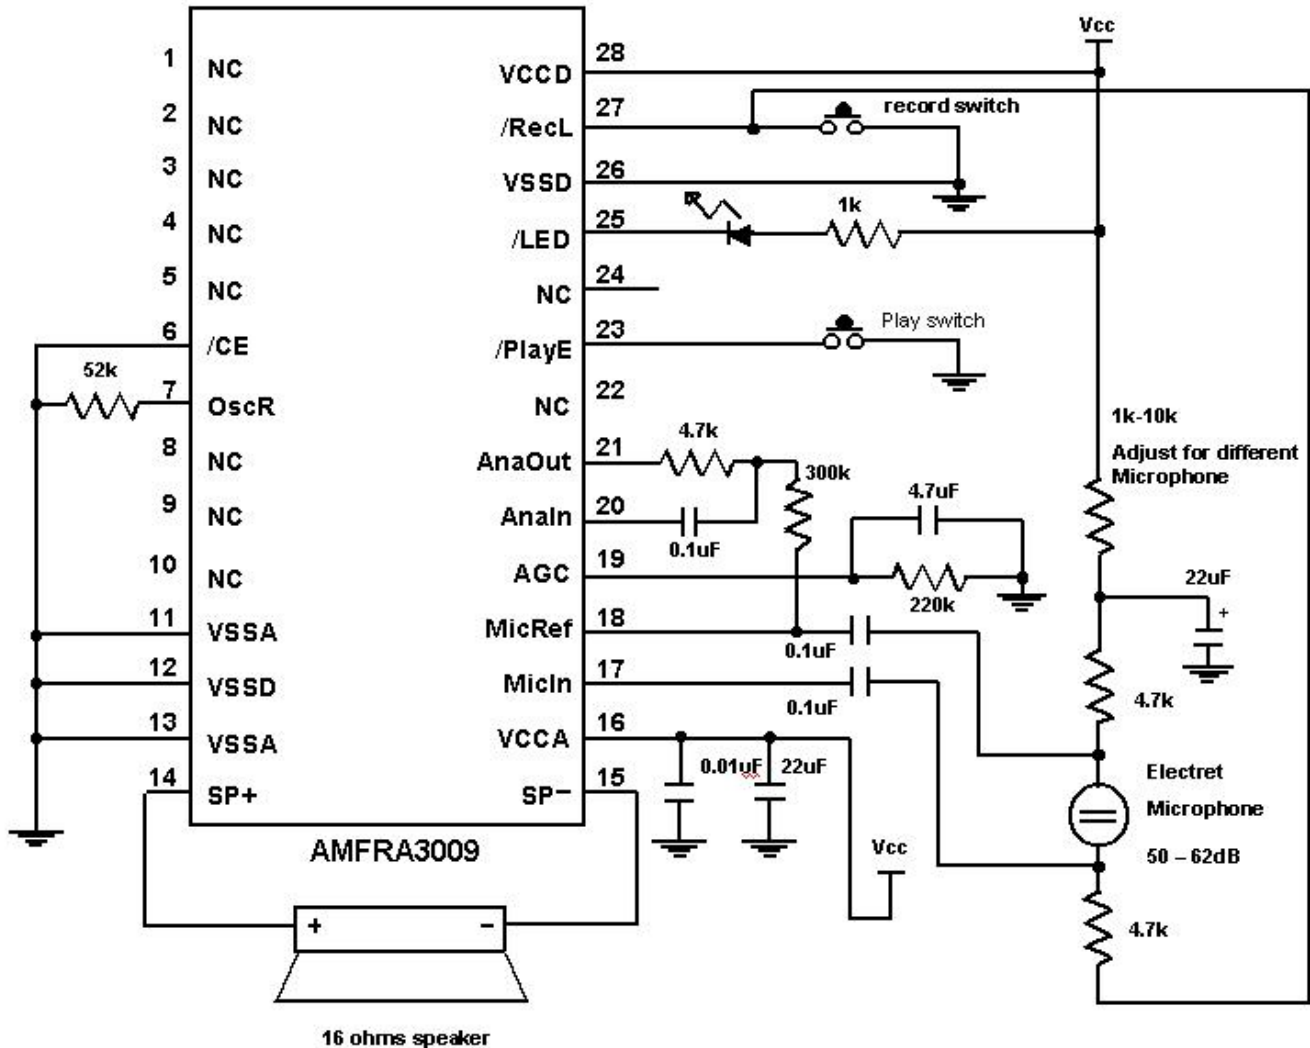 Vcc
1 NC
2 NC
3 NC
4 NC
5 NC
6 /CE
52k
7 OscR
8 NC
9 NC
10 NC
11 VSSA
12 VSSD
13 VSSA
14 SP+
VCCD 28
/RecL 27
record switch
VSSD 26
/LED 25
1k
NC 24
/PlayE 23
Play switch
NC 22
AnaOut 21
4.7k
300k
AnaIn 20
0.1uF
AGC 19
4.7uF
220k
MicRef 18
0.1uF
MicIn 17
0.1uF
VCCA 16
0.01uF
22uF
SP- 15
Vcc
1k-10k
Adjust for different
Microphone
22uF
+
4.7k
Electret
Microphone
50 – 62dB
4.7k
AMFRA3009
+ -
16 ohms speaker